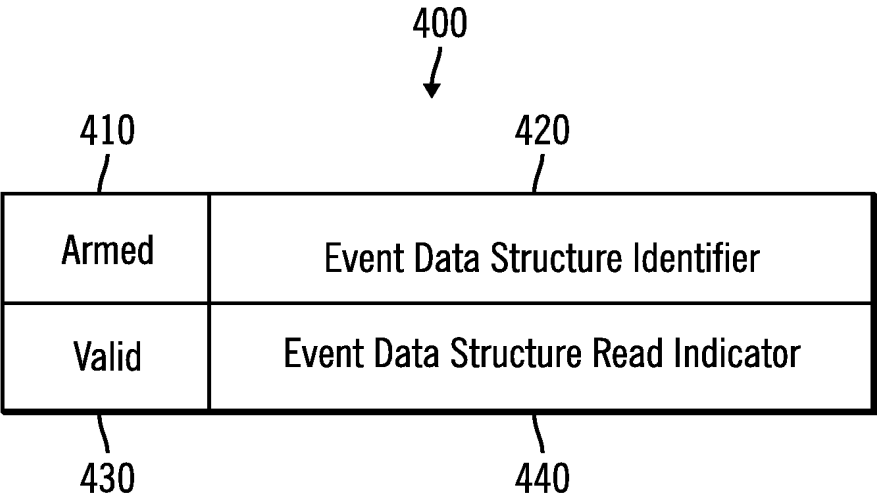 400
410 420
Armed Event Data Structure Identifier
Valid Event Data Structure Read Indicator
430 440